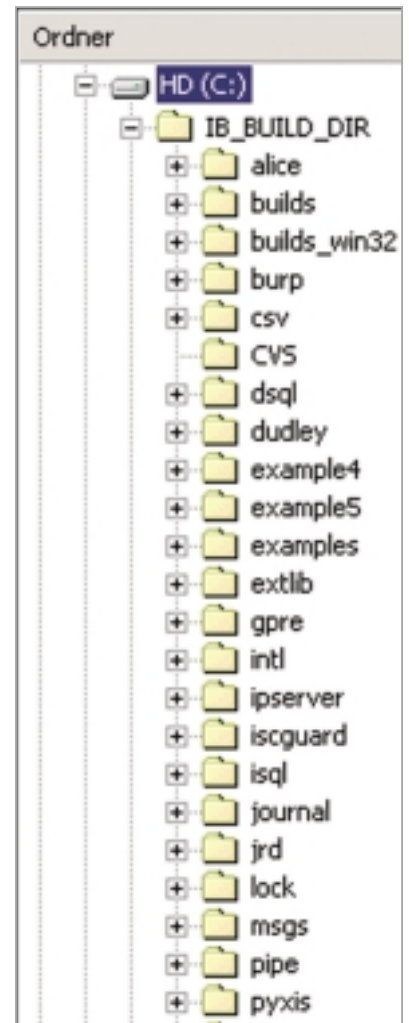 Ordner
HD (C:)
IB_BUILD_DIR
alice
builds
builds_win32
burp
csv
CVS
dsql
dudley
example4
example5
examples
extlib
gpre
intl
ipserver
iscguard
isql
journal
jrd
lock
msgs
pipe
pyxis